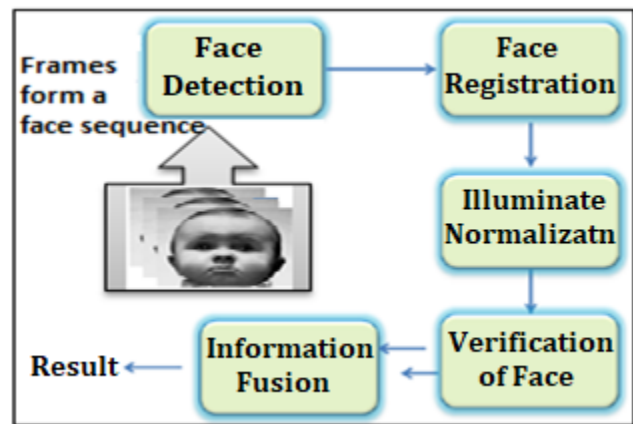 Frames
form a
face sequence
Face
Detection
Face
Registration
Illuminate
Normalizatn
Verification
of Face
Information
Fusion
Result